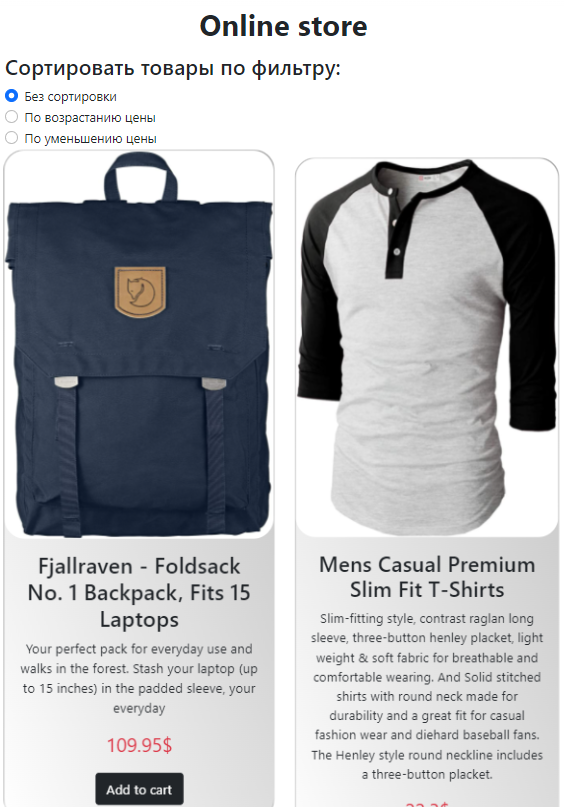 Online store
Сортировать товары по фильтру:
Без сортировки
По возрастанию цены
По уменьшению цены
Fjallraven - Foldsack
No. 1 Backpack, Fits 15
Laptops
Your perfect pack for everyday use and
walks in the forest. Stash your laptop (up
to 15 inches) in the padded sleeve, your
everyday
109.95$
Add to cart
Mens Casual Premium
Slim Fit T-Shirts
Slim-fitting style, contrast raglan long
sleeve, three-button henley placket, light
weight & soft fabric for breathable and
comfortable wearing. And Solid stitched
shirts with round neck made for
durability and a great fit for casual
fashion wear and diehard baseball fans.
The Henley style round neckline includes
a three-button placket.